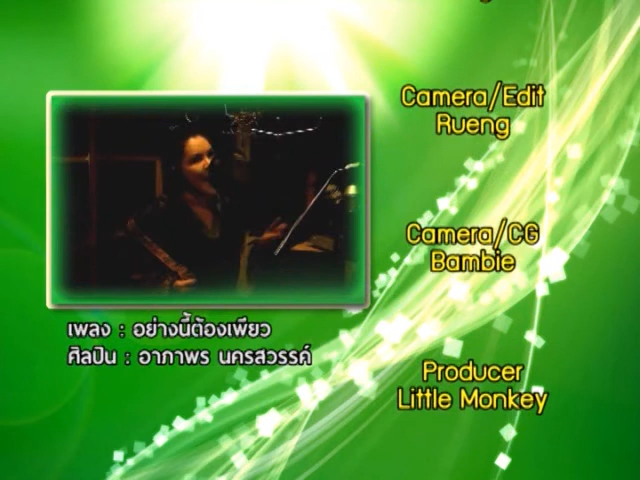 Camera/Edit
Rueng
Camera/CG
Bambie
เพลง : อย่างนี้ต้องเพียว
ศิลปิน : อาภาพร นครสวรรค์
Producer
Little Monkey